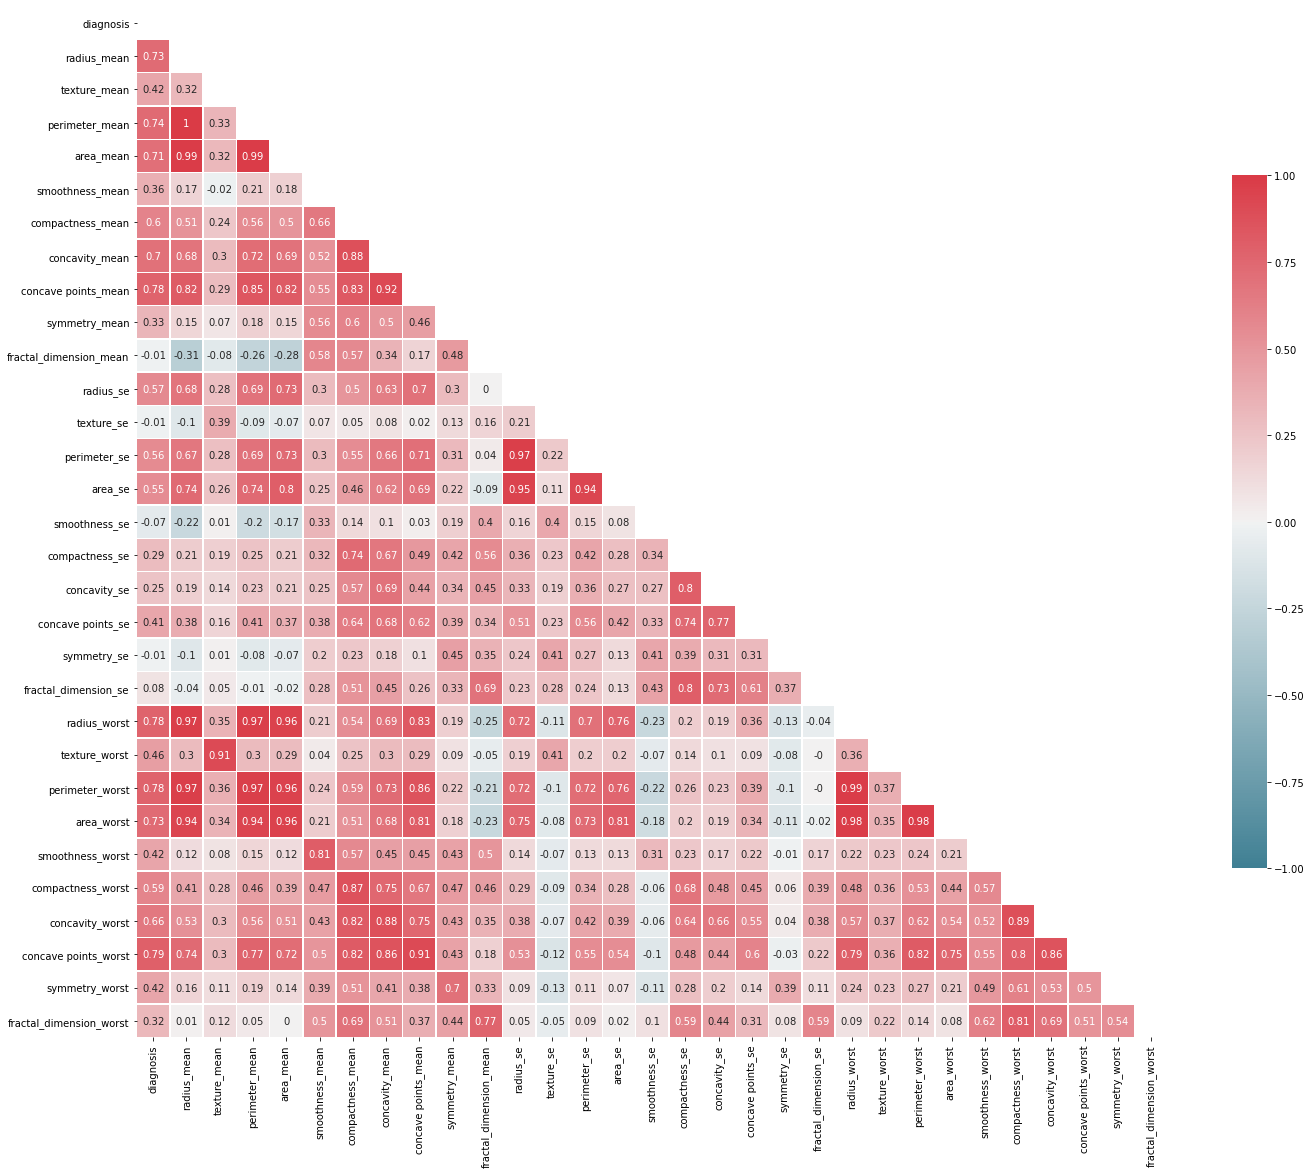 diagnosis
radius_mean 0.73
texture_mean 0.42 0.32
perimeter_mean 0.74 1 0.33
area_mean 0.71 0.99 0.32 0.99
smoothness_mean 0.36 0.17 -0.02 0.21 0.18
compactness_mean 0.6 0.51 0.24 0.56 0.5 0.66
concavity_mean 0.7 0.68 0.3 0.72 0.69 0.52 0.88
concave points_mean 0.78 0.82 0.29 0.85 0.82 0.55 0.83 0.92
symmetry_mean 0.33 0.15 0.07 0.18 0.15 0.56 0.6 0.5 0.46
fractal_dimension_mean -0.01 -0.31 -0.08 -0.26 -0.28 0.58 0.57 0.34 0.17 0.48
radius_se 0.57 0.68 0.28 0.69 0.73 0.3 0.5 0.63 0.7 0.3 0
texture_se -0.01 -0.1 0.39 -0.09 -0.07 0.07 0.05 0.08 0.02 0.13 0.16 0.21
perimeter_se 0.56 0.67 0.28 0.69 0.73 0.3 0.55 0.66 0.71 0.31 0.04 0.97 0.22
area_se 0.55 0.74 0.26 0.74 0.8 0.25 0.46 0.62 0.69 0.22 -0.09 0.95 0.11 0.94
smoothness_se -0.07 -0.22 0.01 -0.2 -0.17 0.33 0.14 0.1 0.03 0.19 0.4 0.16 0.4 0.15 0.08
compactness_se 0.29 0.21 0.19 0.25 0.21 0.32 0.74 0.67 0.49 0.42 0.56 0.36 0.23 0.42 0.28 0.34
concavity_se 0.25 0.19 0.14 0.23 0.21 0.25 0.57 0.69 0.44 0.34 0.45 0.33 0.19 0.36 0.27 0.27 0.8
concave points_se 0.41 0.38 0.16 0.41 0.37 0.38 0.64 0.68 0.62 0.39 0.34 0.51 0.23 0.56 0.42 0.33 0.74 0.77
symmetry_se -0.01 -0.1 0.01 -0.08 -0.07 0.2 0.23 0.18 0.1 0.45 0.35 0.24 0.41 0.27 0.13 0.41 0.39 0.31 0.31
fractal_dimension_se 0.08 -0.04 0.05 -0.01 -0.02 0.28 0.51 0.45 0.26 0.33 0.69 0.23 0.28 0.24 0.13 0.43 0.8 0.73 0.61 0.37
radius_worst 0.78 0.97 0.35 0.97 0.96 0.21 0.54 0.69 0.83 0.19 -0.25 0.72 -0.11 0.7 0.76 -0.23 0.2 0.19 0.36 -0.13 -0.04
texture_worst 0.46 0.3 0.91 0.3 0.29 0.04 0.25 0.3 0.29 0.09 -0.05 0.19 0.41 0.2 0.2 -0.07 0.14 0.1 0.09 -0.08 -0 0.36
perimeter_worst 0.78 0.97 0.36 0.97 0.96 0.24 0.59 0.73 0.86 0.22 -0.21 0.72 -0.1 0.72 0.76 -0.22 0.26 0.23 0.39 -0.1 -0 0.99 0.37
area_worst 0.73 0.94 0.34 0.94 0.96 0.21 0.51 0.68 0.81 0.18 -0.23 0.75 -0.08 0.73 0.81 -0.18 0.2 0.19 0.34 -0.11 -0.02 0.98 0.35 0.98
smoothness_worst 0.42 0.12 0.08 0.15 0.12 0.81 0.57 0.45 0.45 0.43 0.5 0.14 -0.07 0.13 0.13 0.31 0.23 0.17 0.22 -0.01 0.17 0.22 0.23 0.24 0.21
compactness_worst 0.59 0.41 0.28 0.46 0.39 0.47 0.87 0.75 0.67 0.47 0.46 0.29 -0.09 0.34 0.28 -0.06 0.68 0.48 0.45 0.06 0.39 0.48 0.36 0.53 0.44 0.57
concavity_worst 0.66 0.53 0.3 0.56 0.51 0.43 0.82 0.88 0.75 0.43 0.35 0.38 -0.07 0.42 0.39 -0.06 0.64 0.66 0.55 0.04 0.38 0.57 0.37 0.62 0.54 0.52 0.89
concave points_worst 0.79 0.74 0.3 0.77 0.72 0.5 0.82 0.86 0.91 0.43 0.18 0.53 -0.12 0.55 0.54 -0.1 0.48 0.44 0.6 -0.03 0.22 0.79 0.36 0.82 0.75 0.55 0.8 0.86
symmetry_worst 0.42 0.16 0.11 0.19 0.14 0.39 0.51 0.41 0.38 0.7 0.33 0.09 -0.13 0.11 0.07 -0.11 0.28 0.2 0.14 0.39 0.11 0.24 0.23 0.27 0.21 0.49 0.61 0.53 0.5
fractal_dimension_worst 0.32 0.01 0.12 0.05 0 0.5 0.69 0.51 0.37 0.44 0.77 0.05 -0.05 0.09 0.02 0.1 0.59 0.44 0.31 0.08 0.59 0.09 0.22 0.14 0.08 0.62 0.81 0.69 0.51 0.54
diagnosis
radius_mean
texture_mean
perimeter_mean
area_mean
smoothness_mean
compactness_mean
concavity_mean
concave points_mean
symmetry_mean
fractal_dimension_mean
radius_se
texture_se
perimeter_se
area_se
smoothness_se
compactness_se
concavity_se
concave points_se
symmetry_se
fractal_dimension_se
radius_worst
texture_worst
perimeter_worst
area_worst
smoothness_worst
compactness_worst
concavity_worst
concave points_worst
symmetry_worst
fractal_dimension_worst
1.00
0.75
0.50
0.25
0.00
−0.25
−0.50
−0.75
−1.00